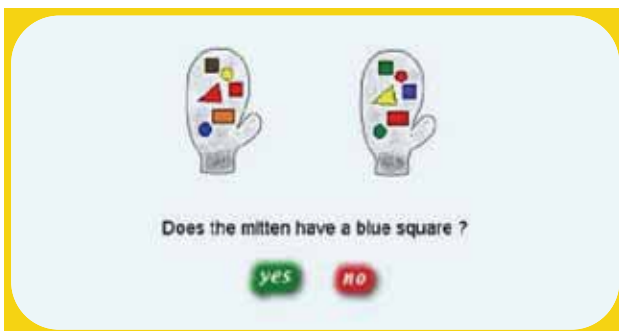 Does the mitten have a blue square ?
yes no